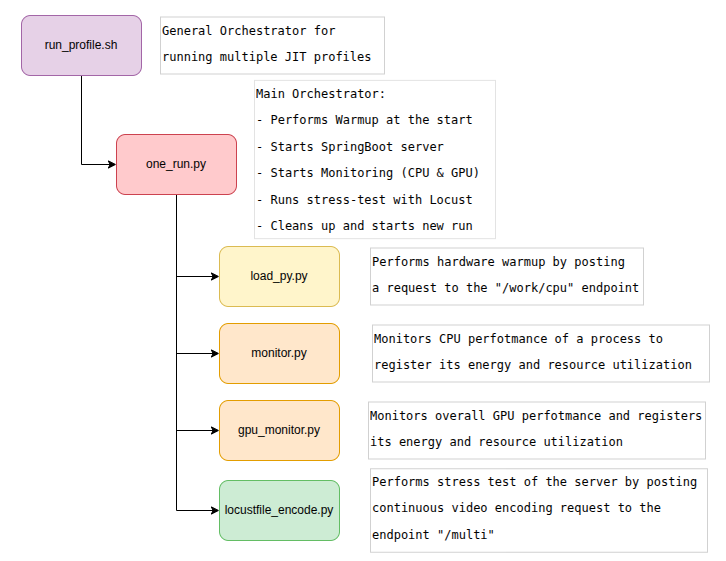 run_profile.sh
General Orchestrator for
running multiple JIT profiles
Main Orchestrator:
- Performs Warmup at the start
- Starts SpringBoot server
- Starts Monitoring (CPU & GPU)
- Runs stress-test with Locust
- Cleans up and starts new run
one_run.py
load_py.py
Performs hardware warmup by posting
a request to the "/work/cpu" endpoint
monitor.py
Monitors CPU perfotmance of a process to
register its energy and resource utilization
gpu_monitor.py
Monitors overall GPU perfotmance and registers
its energy and resource utilization
locustfile_encode.py
Performs stress test of the server by posting
continuous video encoding request to the
endpoint "/multi"